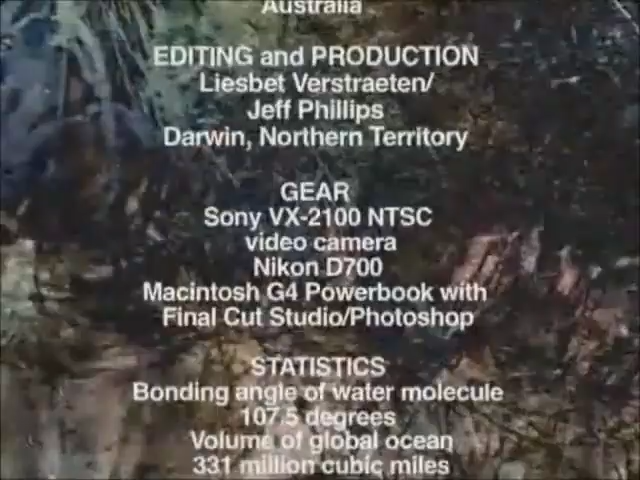 Australia
EDITING and PRODUCTION
Liesbet Verstraeten/
Jeff Phillips
Darwin, Northern Territory
GEAR
Sony VX-2100 NTSC
video camera
Nikon D700
Macintosh G4 Powerbook with
Final Cut Studio/Photoshop
STATISTICS
Bonding angle of water molecule
107.5 degrees
Volume of global ocean
331 million cubic miles